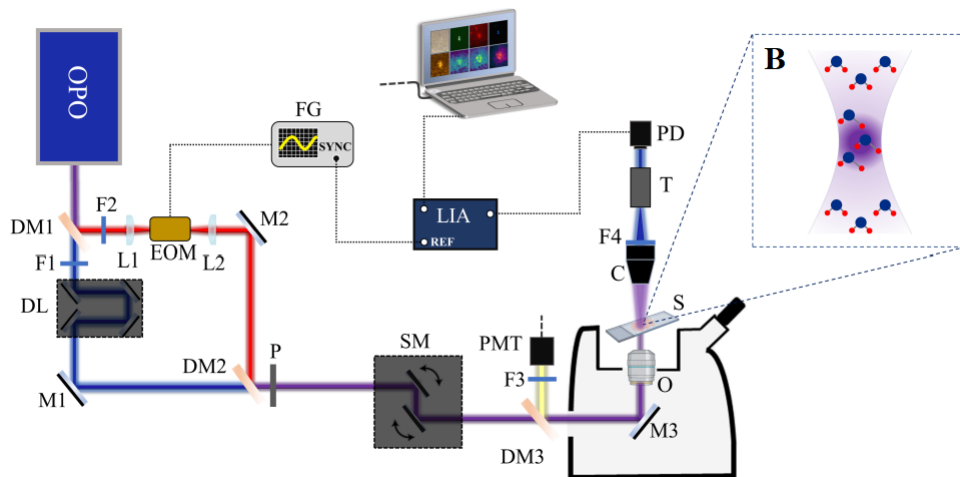 OPO
FG
SYNC
PD
B
T
LIA
REF
F2
M2
DM1
L1
EOM
L2
F4
F1
C
DL
S
SM
PMT
P
DM2
F3
O
M1
M3
DM3